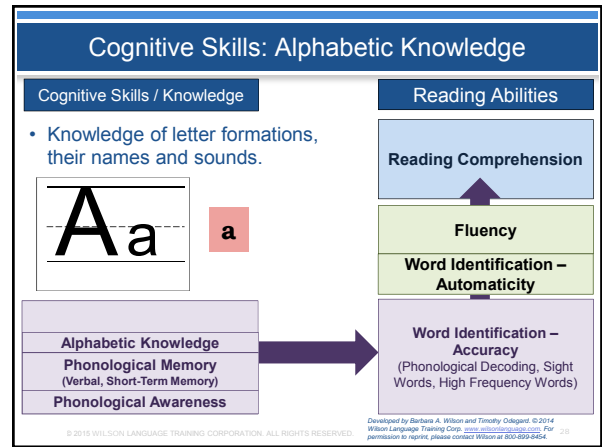 Cognitive Skills: Alphabetic Knowledge
Cognitive Skills / Knowledge
• Knowledge of letter formations,
their names and sounds.
Aa
a
Alphabetic Knowledge
Phonological Memory
(Verbal, Short-Term Memory)
Phonological Awareness
Reading Abilities
Reading Comprehension
Fluency
Word Identification –
Automaticity
Word Identification –
Accuracy
(Phonological Decoding, Sight
Words, High Frequency Words)
© 2015 WILSON LANGUAGE TRAINING CORPORATION. ALL RIGHTS RESERVED.
Developed by Barbara A. Wilson and Timothy Odegard. © 2014
Wilson Language Training Corp. www.wilsonlanguage.com. For
permission to reprint, please contact Wilson at 800-899-8454.
28